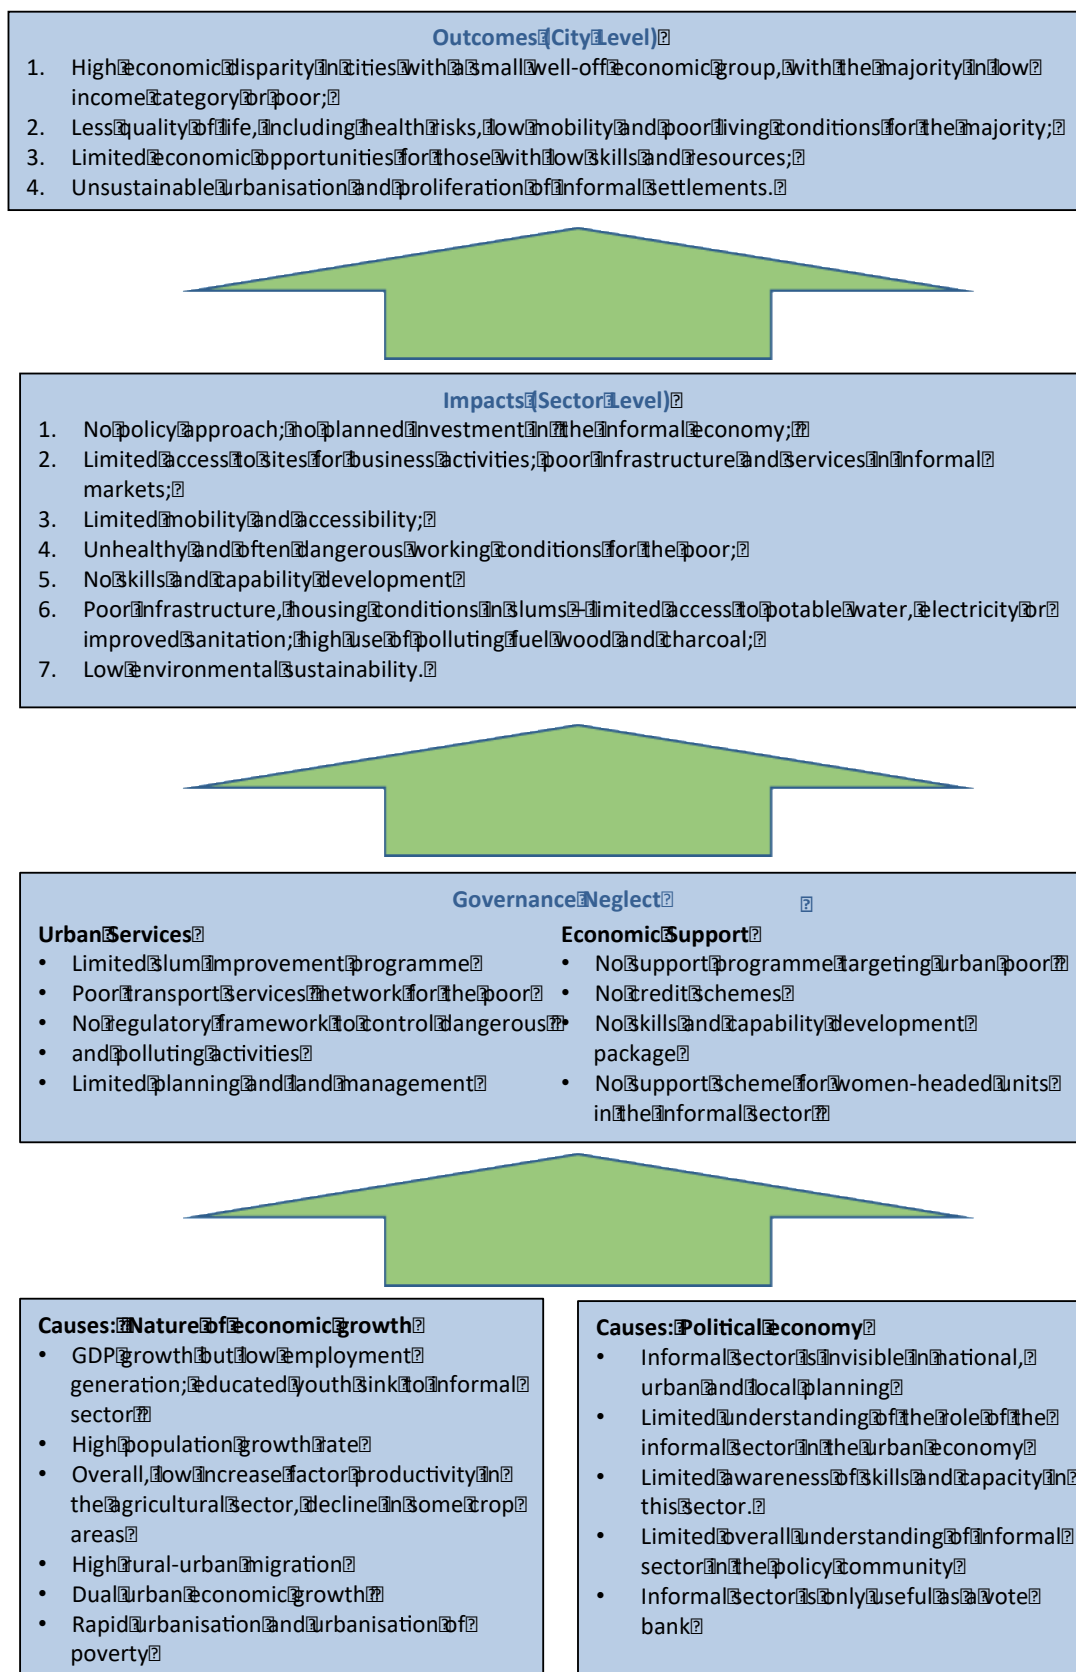 Outcomes (City Level)
1. High economic disparity in cities with a small well-off economic group, with the majority in low
income category or poor;
2. Less quality of life, including health risks, low mobility and poor living conditions for the majority;
3. Limited economic opportunities for those with low skills and resources;
4. Unsustainable urbanisation and proliferation of informal settlements.
Impacts (Sector Level)
1. No policy approach; no planned investment in the informal economy;
2. Limited access to sites for business activities; poor infrastructure and services in informal
markets;
3. Limited mobility and accessibility;
4. Unhealthy and often dangerous working conditions for the poor;
5. No skills and capability development
6. Poor infrastructure, housing conditions in slums – limited access to potable water, electricity or
improved sanitation; high use of polluting fuel wood and charcoal;
7. Low environmental sustainability.
Governance Neglect
Urban Services
• Limited slum improvement programme
• Poor transport services network for the poor
• No regulatory framework to control dangerous
• and polluting activities
• Limited planning and land management
Economic Support
• No support programme targeting urban poor
• No credit schemes
• No skills and capability development
package
• No support scheme for women-headed units
in the informal sector
Causes: Nature of economic growth
• GDP growth but low employment
generation; educated youth sink to informal
sector
• High population growth rate
• Overall, low increase factor productivity in
the agricultural sector, decline in some crop
areas
• High rural-urban migration
• Dual urban economic growth
• Rapid urbanisation and urbanisation of
poverty
Causes: Political economy
• Informal sector is invisible in national,
urban and local planning
• Limited understanding of the role of the
informal sector in the urban economy
• Limited awareness of skills and capacity in
this sector.
• Limited overall understanding of informal
sector in the policy community
• Informal sector is only useful as a vote
bank